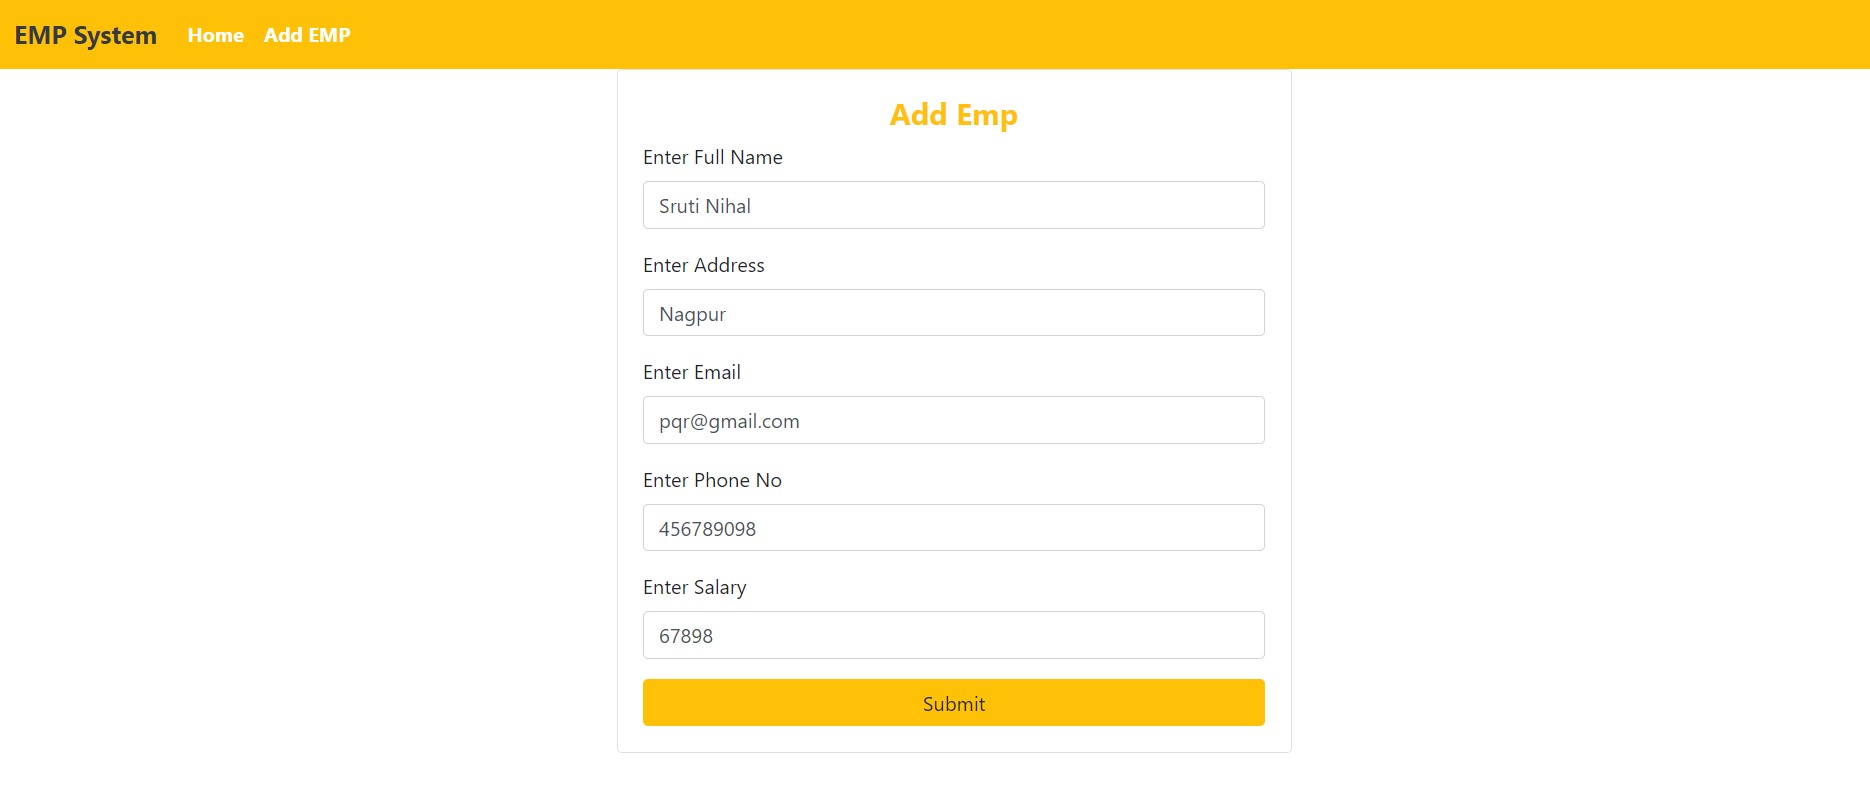 EMP System Home Add EMP
Add Emp
Enter Full Name
Sruti Nihal
Enter Address
Nagpur
Enter Email
pqr@gmail.com
Enter Phone No
456789098
Enter Salary
67898
Submit